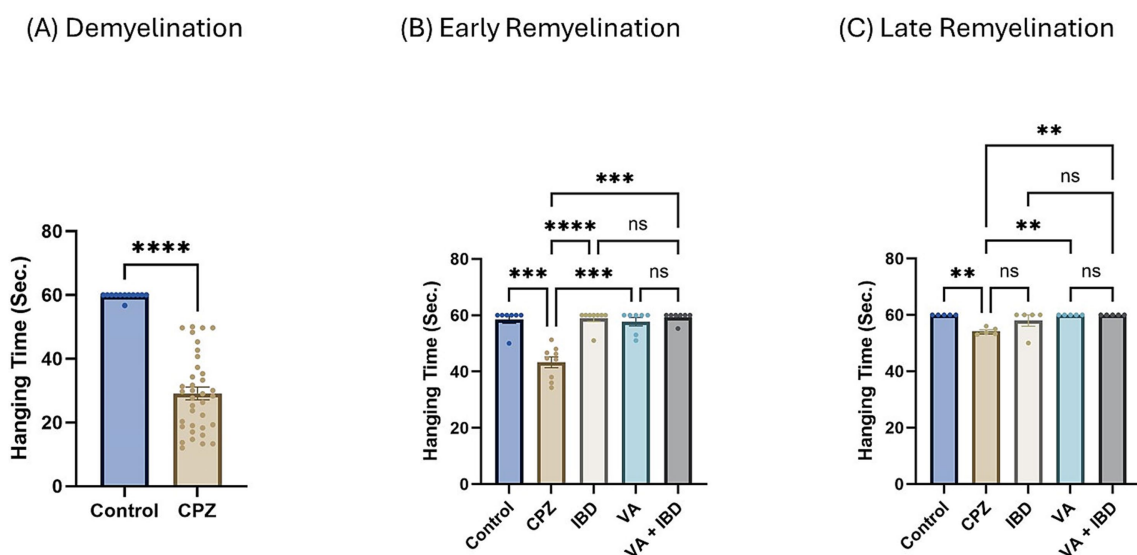 (A) Demyelination
(B) Early Remyelination
(C) Late Remyelination
Hanging Time (Sec.)
80
60
40
20
0
****
Control
CPZ
Hanging Time (Sec.)
80
60
40
20
0
***
****
ns
***
***
ns
Control
CPZ
IBD
VA
VA + IBD
Hanging Time (Sec.)
80
60
40
20
0
**
ns
**
**
ns
ns
Control
CPZ
IBD
VA
VA + IBD